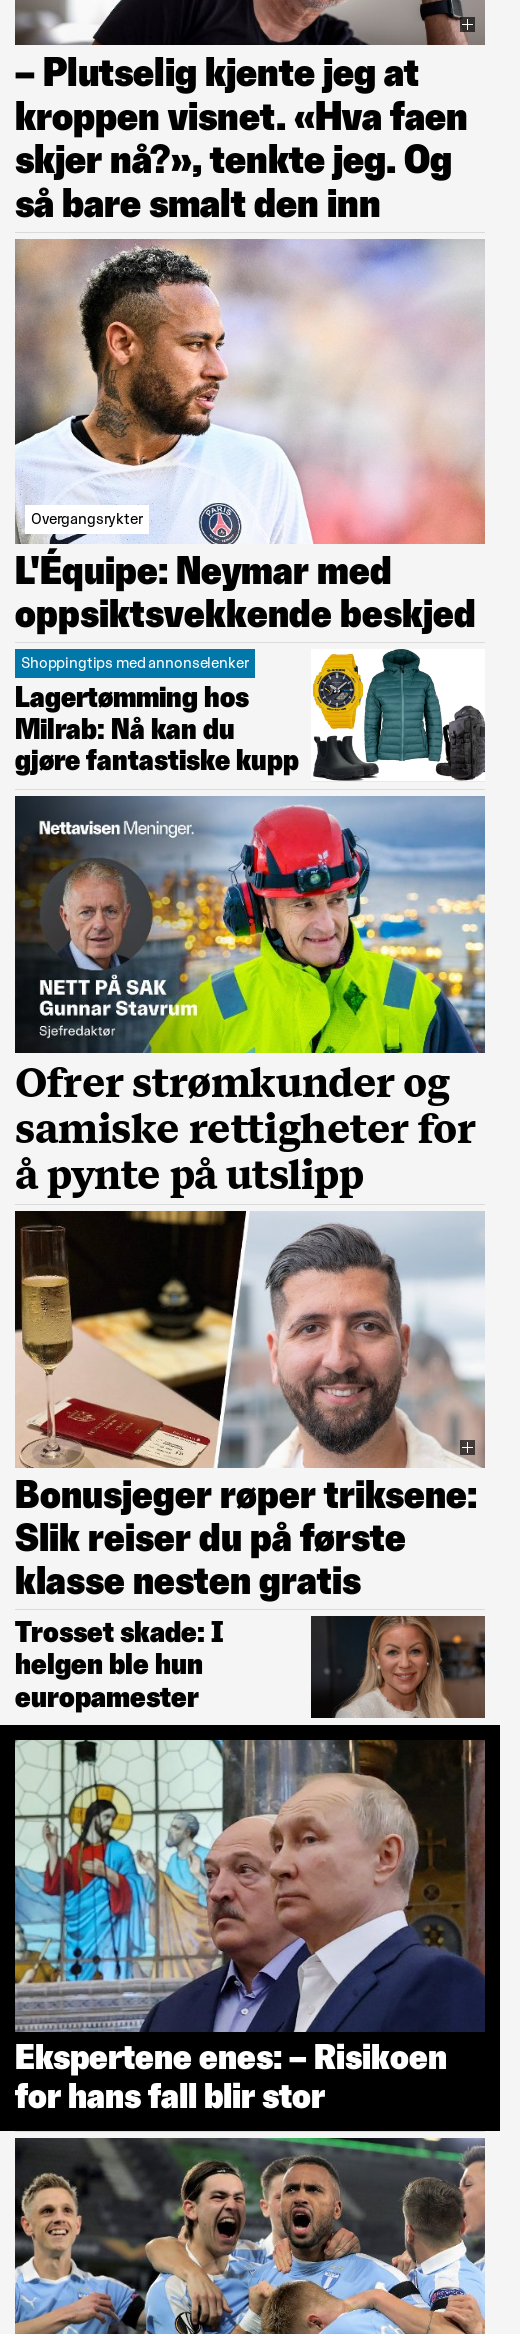 – Plutselig kjente jeg at
kroppen visnet. «Hva faen
skjer nå?», tenkte jeg. Og
så bare smalt den inn
PARIS
Overgangsrykter
L'Équipe: Neymar med
oppsiktsvekkende beskjed
Shoppingtips med annonselenker
Lagertømming hos
Milrab: Nå kan du
gjøre fantastiske kupp
Nettavisen Meninger.
NETT PÅ SAK
Gunnar Stavrum
Sjefredaktør
Ofrer strømkunder og
samiske rettigheter for
å pynte på utslipp
Bonusjeger røper triksene:
Slik reiser du på første
klasse nesten gratis
Trosset skade: I
helgen ble hun
europamester
Ekspertene enes: – Risikoen
for hans fall blir stor